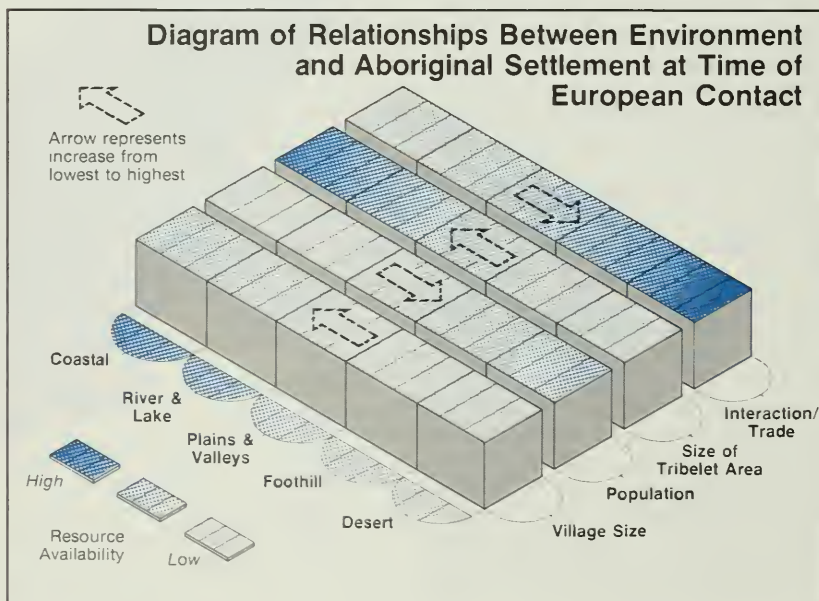 Diagram of Relationships Between Environment
and Aboriginal Settlement at Time of
European Contact
Arrow represents
increase from
lowest to highest
Coastal
River &
Lake
Plains &
Valleys
Foothill
Desert
Interaction/
Trade
Size of
Tribelet Area
Population
Village Size
High
Resource
Availability
Low